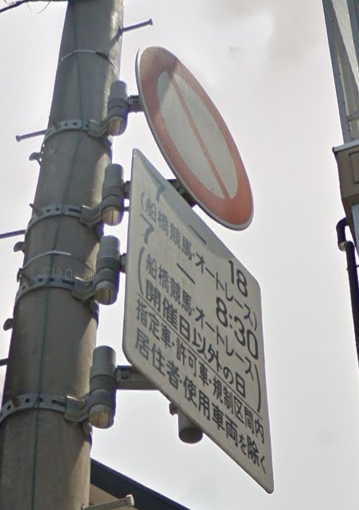 7 — 18
(船橋競馬・オートレース)
7 — 8:30
(船橋競馬・オートレース)
(開催日以外の日)
指定車・許可車・規制区間内
居住者・使用車両を除く